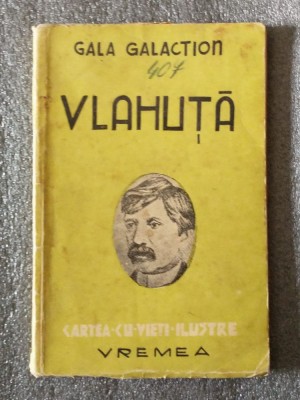 GALA GALACTION
407
VLAHUȚĂ
CARTEA·CU·VIEȚI·ILUSTRE
VREMEA